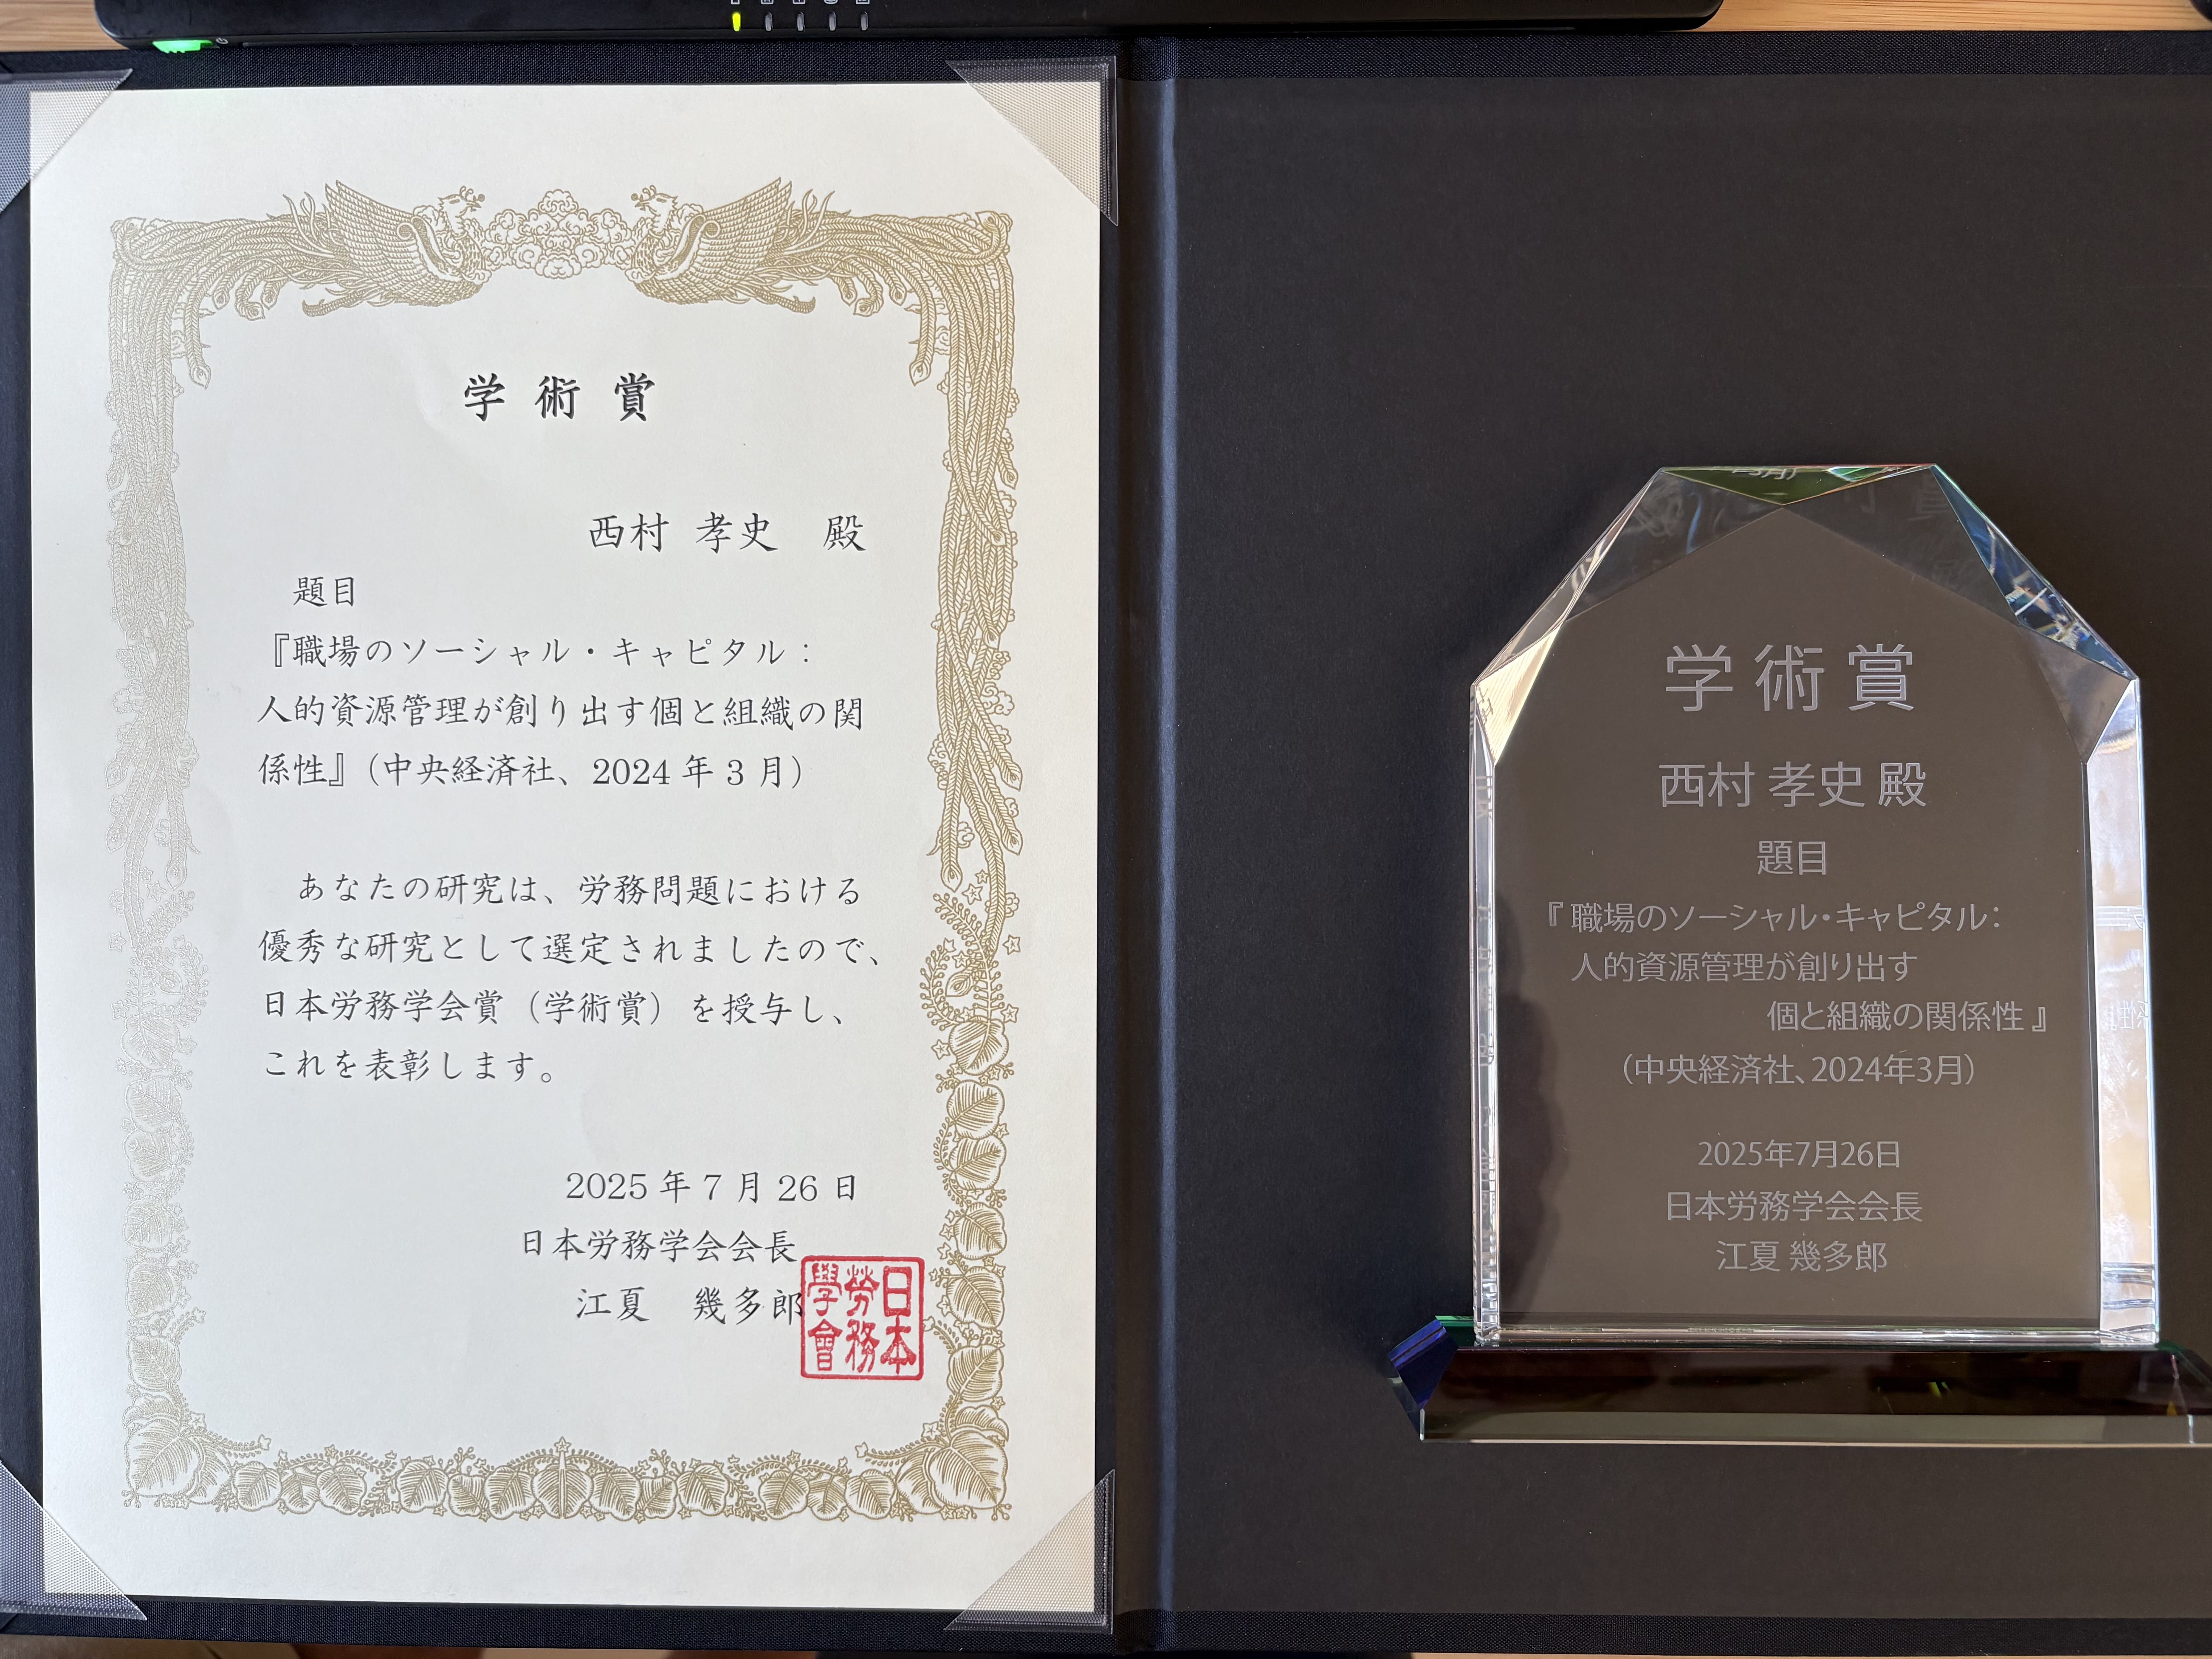 学術賞
西村 孝史 殿
題目
『職場のソーシャル・キャピタル：
人的資源管理が創り出す個と組織の関
係性』（中央経済社、2024年3月）
あなたの研究は、労務問題における
優秀な研究として選定されましたので、
日本労務学会賞（学術賞）を授与し、
これを表彰します。
2025年7月26日
日本労務学会会長
江夏 幾多郎
日本
勞務
學會
学術賞
西村 孝史 殿
題目
『職場のソーシャル・キャピタル：
人的資源管理が創り出す
個と組織の関係性』
（中央経済社、2024年3月）
2025年7月26日
日本労務学会会長
江夏 幾多郎